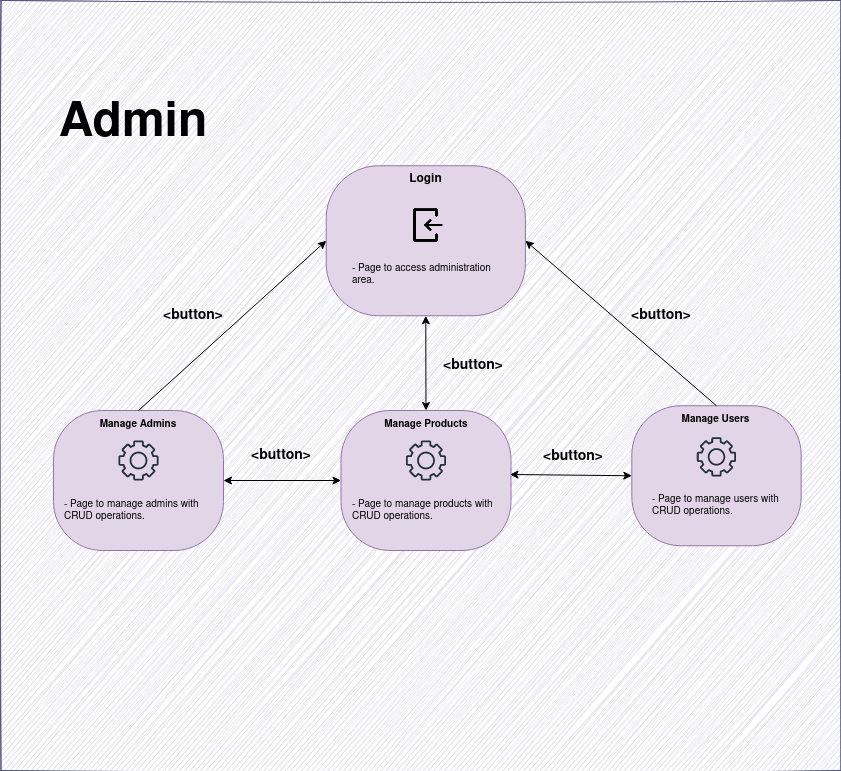 Admin
Login
- Page to access administration
area.
<button>
<button>
<button>
Manage Admins
- Page to manage admins with
CRUD operations.
<button>
Manage Products
- Page to manage products with
CRUD operations.
<button>
Manage Users
- Page to manage users with
CRUD operations.